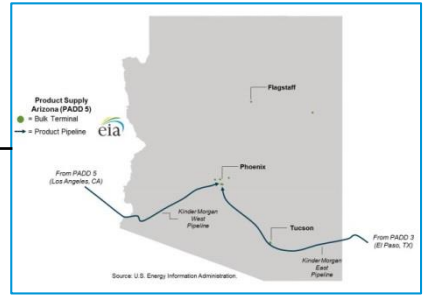 Flagstaff
Product Supply
Arizona (PADD 5)
= Bulk Terminal
= Product Pipeline
eia
Phoenix
From PADD 5
(Los Angeles, CA)
Kinder Morgan
West
Pipeline
Tucson
From PADD 3
(El Paso, TX)
Kinder Morgan
East
Pipeline
Source: U.S. Energy Information Administration.